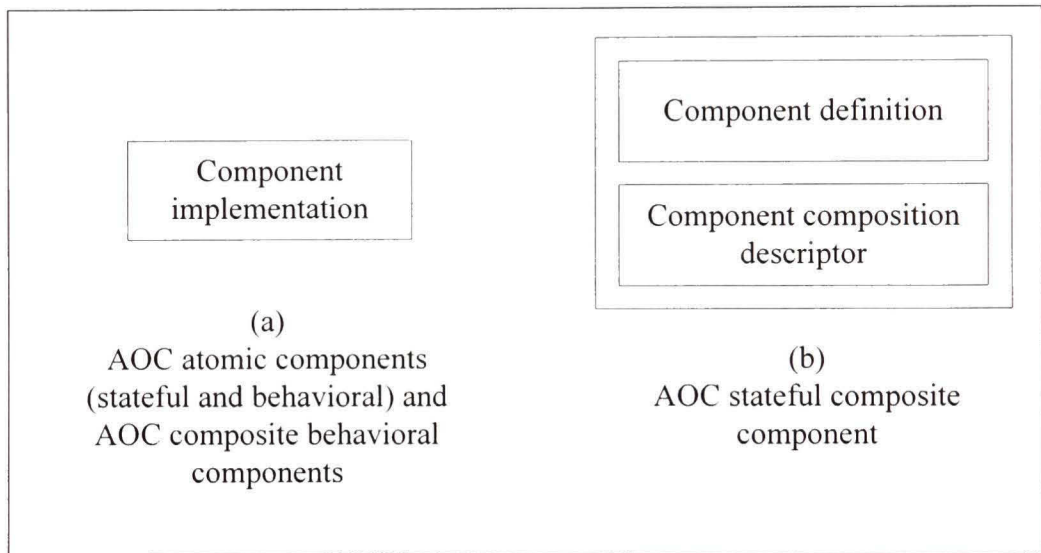 Component
implementation
(a)
AOC atomic components
(stateful and behavioral) and
AOC composite behavioral
components
Component definition
Component composition
descriptor
(b)
AOC stateful composite
component